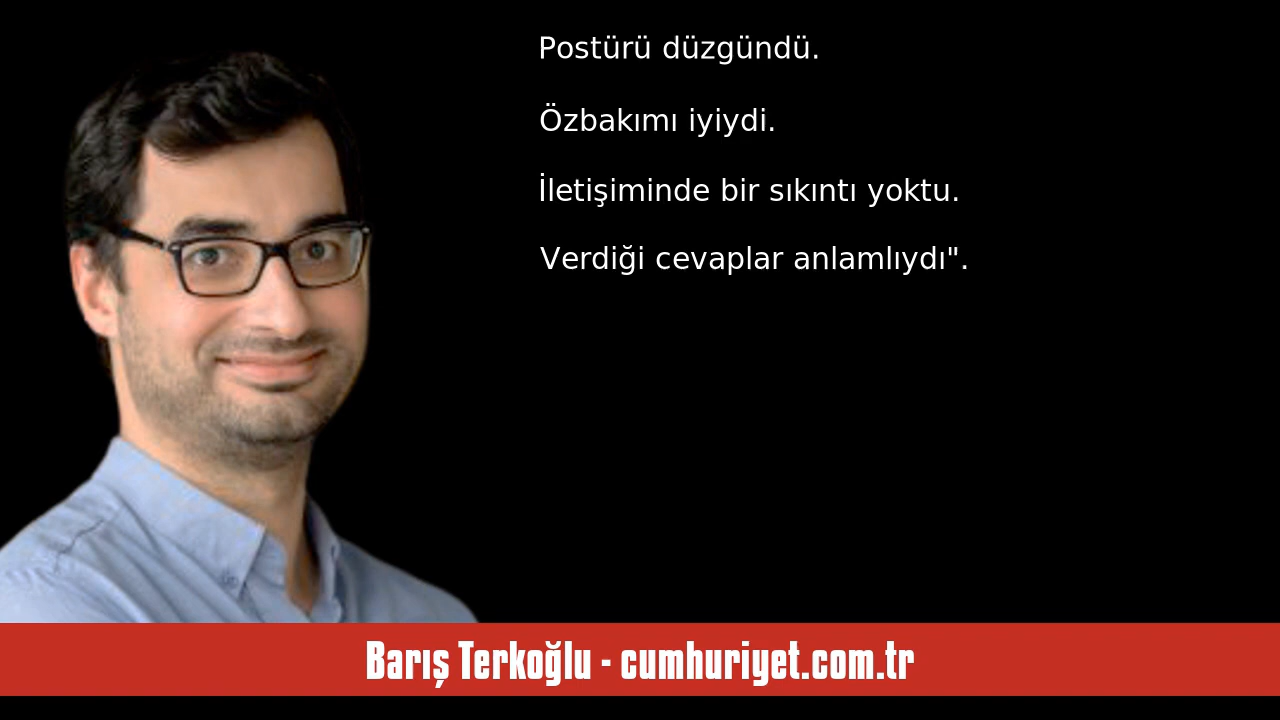 Postürü düzgündü.
Özbakımı iyiydi.
İletişiminde bir sıkıntı yoktu.
Verdiği cevaplar anlamlıydı".
Barış Terkoğlu - cumhuriyet.com.tr